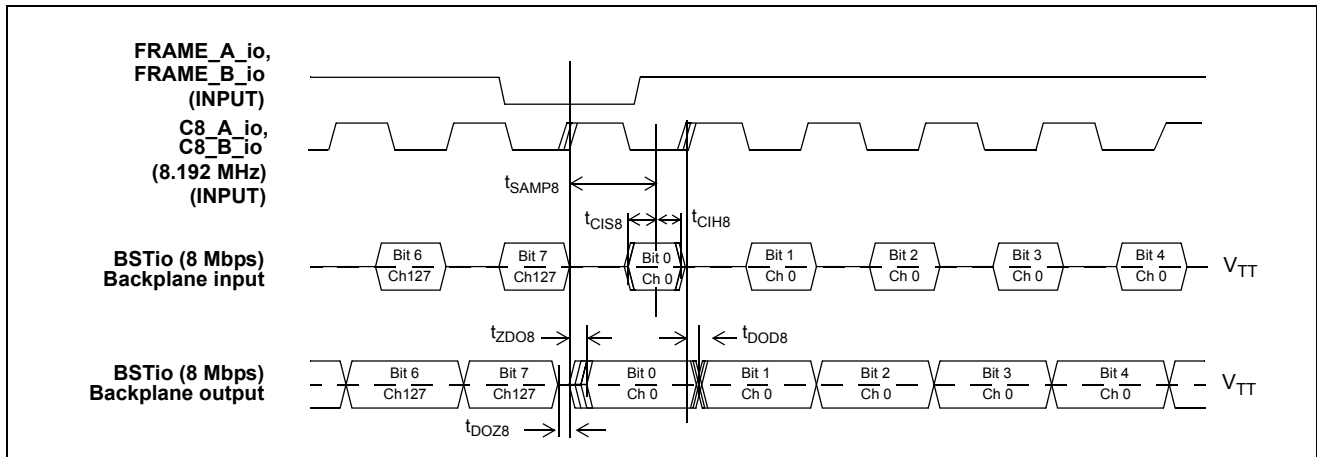 FRAME_A_io,
FRAME_B_io
(INPUT)
C8_A_io,
C8_B_io
(8.192 MHz)
(INPUT)
tSAMP8
tCIS8
tCIH8
BSTio (8 Mbps)
Backplane input
Bit 6
Ch127
Bit 7
Ch127
Bit 0
Ch 0
Bit 1
Ch 0
Bit 2
Ch 0
Bit 3
Ch 0
Bit 4
Ch 0
VTT
tZDO8
tDOD8
BSTio (8 Mbps)
Backplane output
Bit 6
Ch127
Bit 7
Ch127
Bit 0
Ch 0
Bit 1
Ch 0
Bit 2
Ch 0
Bit 3
Ch 0
Bit 4
Ch 0
VTT
tDOZ8